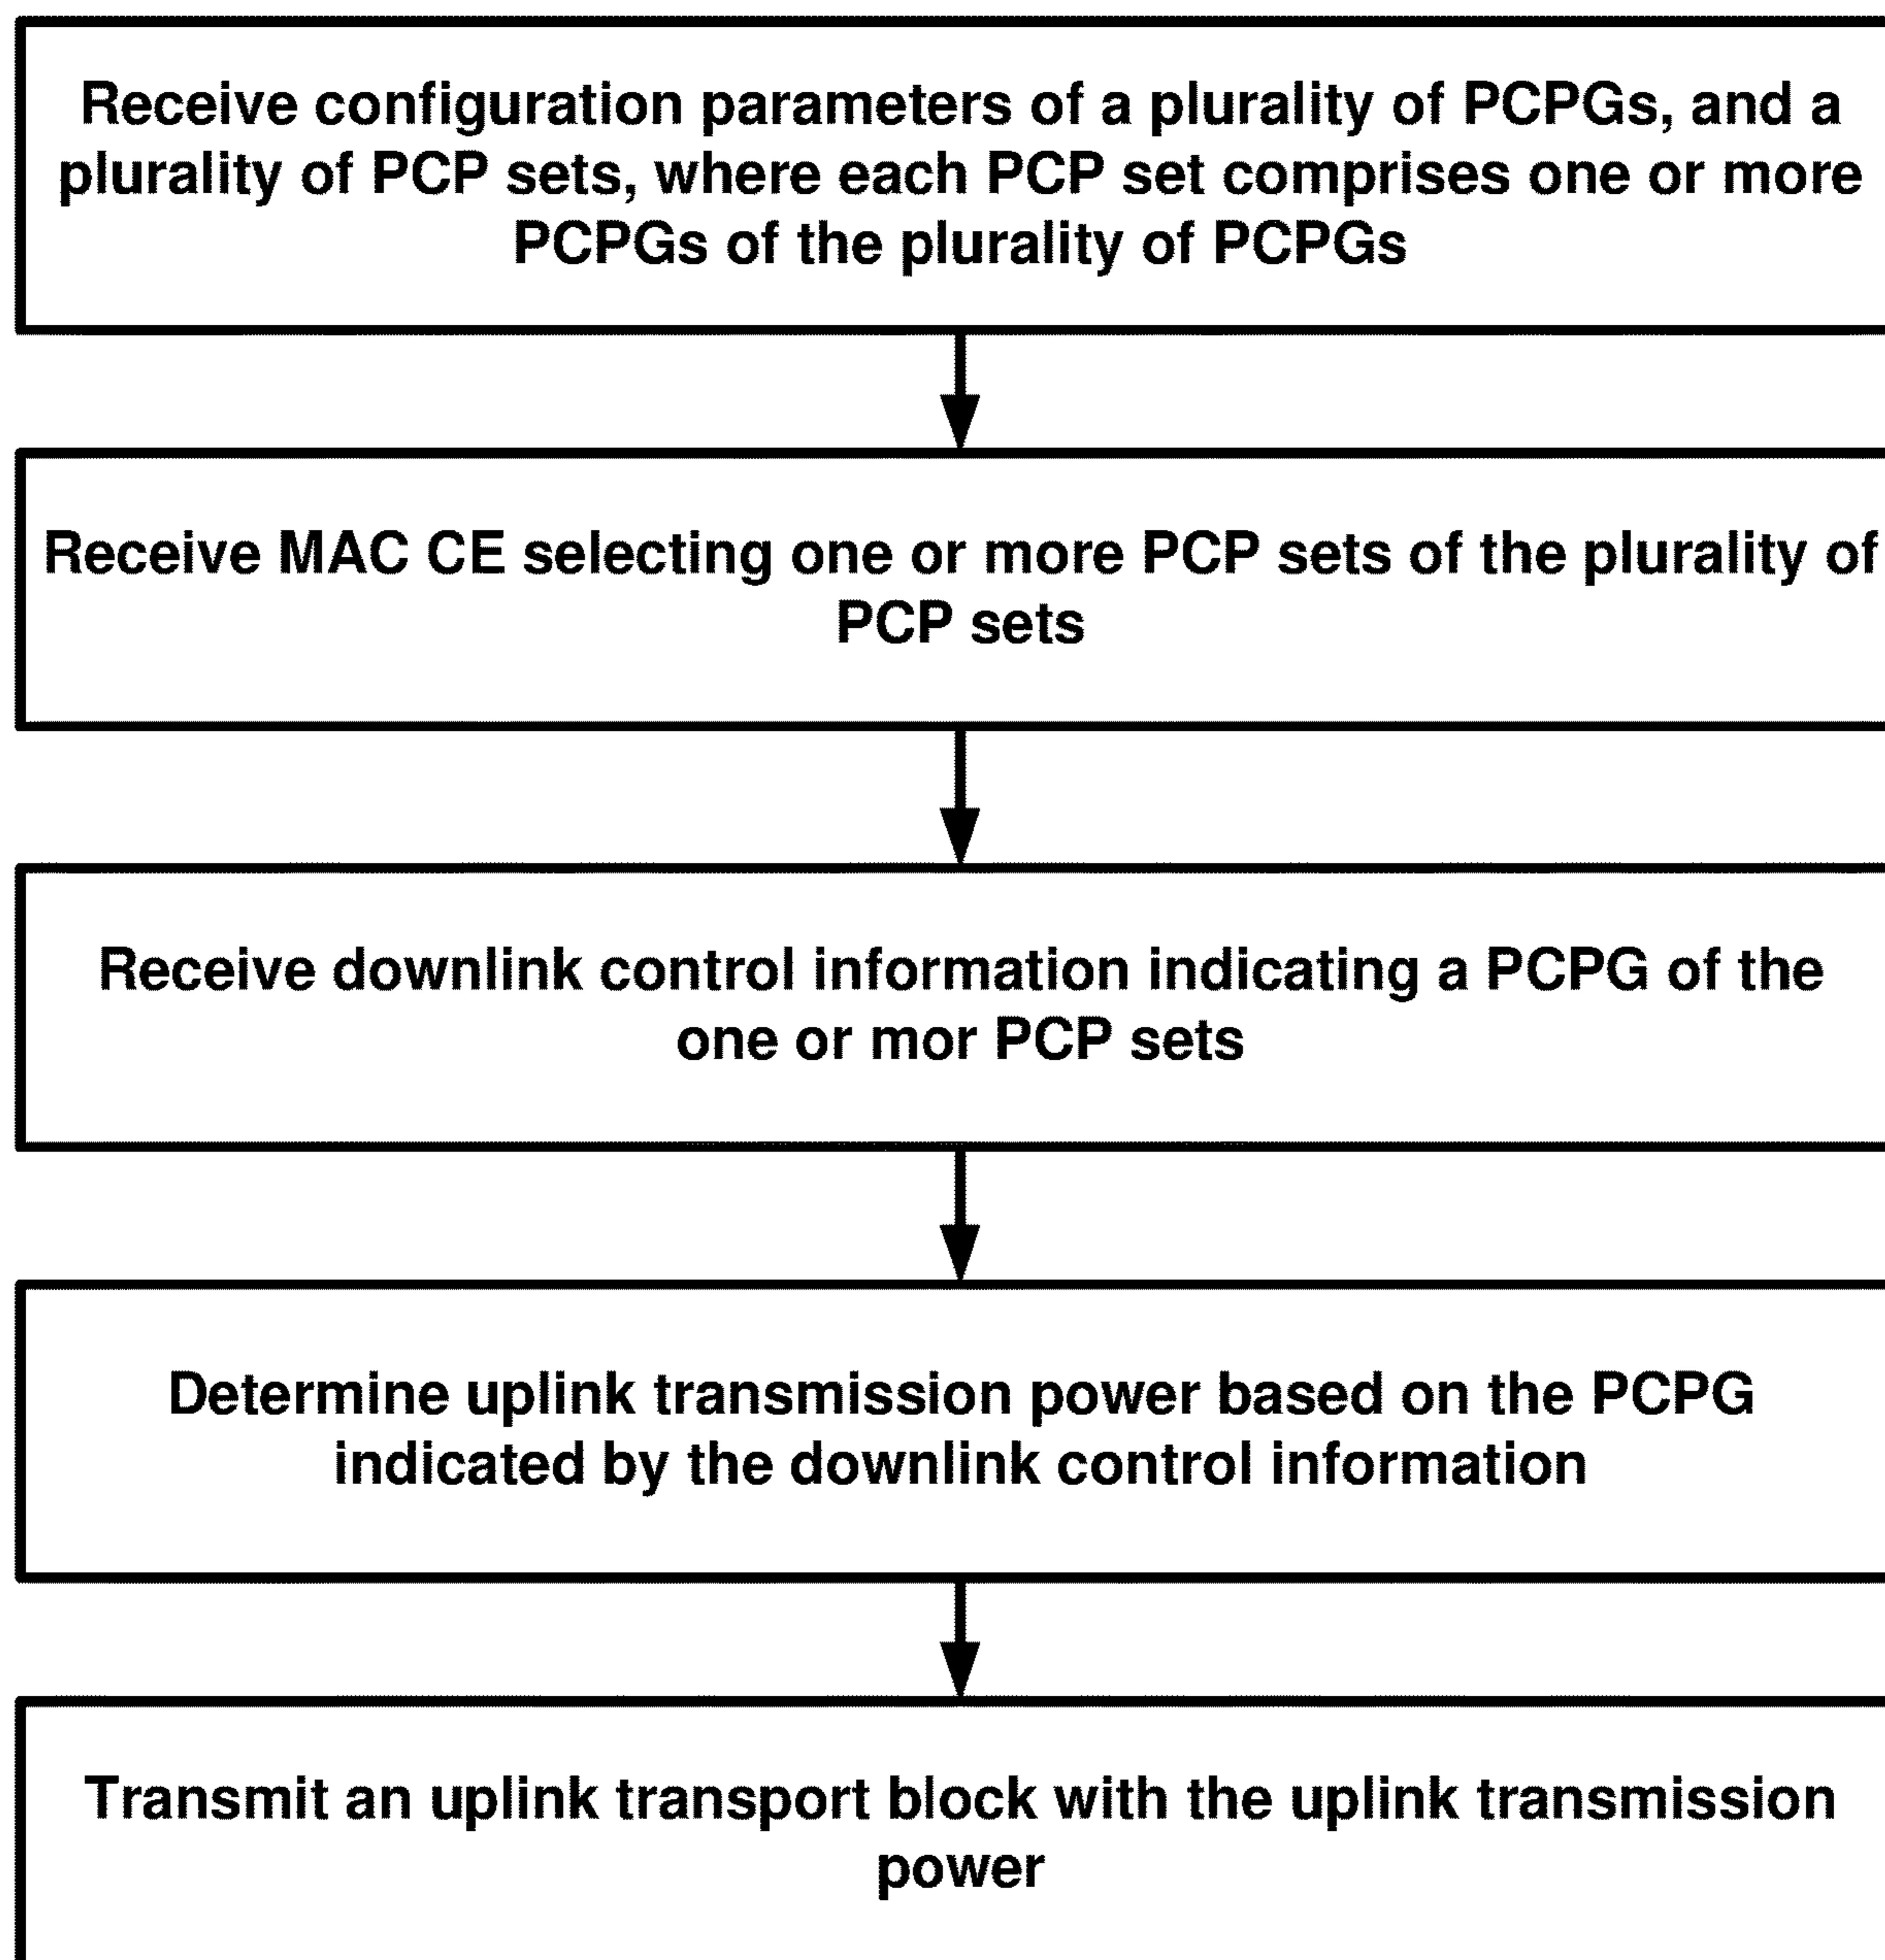 Receive configuration parameters of a plurality of PCPGs, and a
plurality of PCP sets, where each PCP set comprises one or more
PCPGs of the plurality of PCPGs
Receive MAC CE selecting one or more PCP sets of the plurality of
PCP sets
Receive downlink control information indicating a PCPG of the
one or mor PCP sets
Determine uplink transmission power based on the PCPG
indicated by the downlink control information
Transmit an uplink transport block with the uplink transmission
power